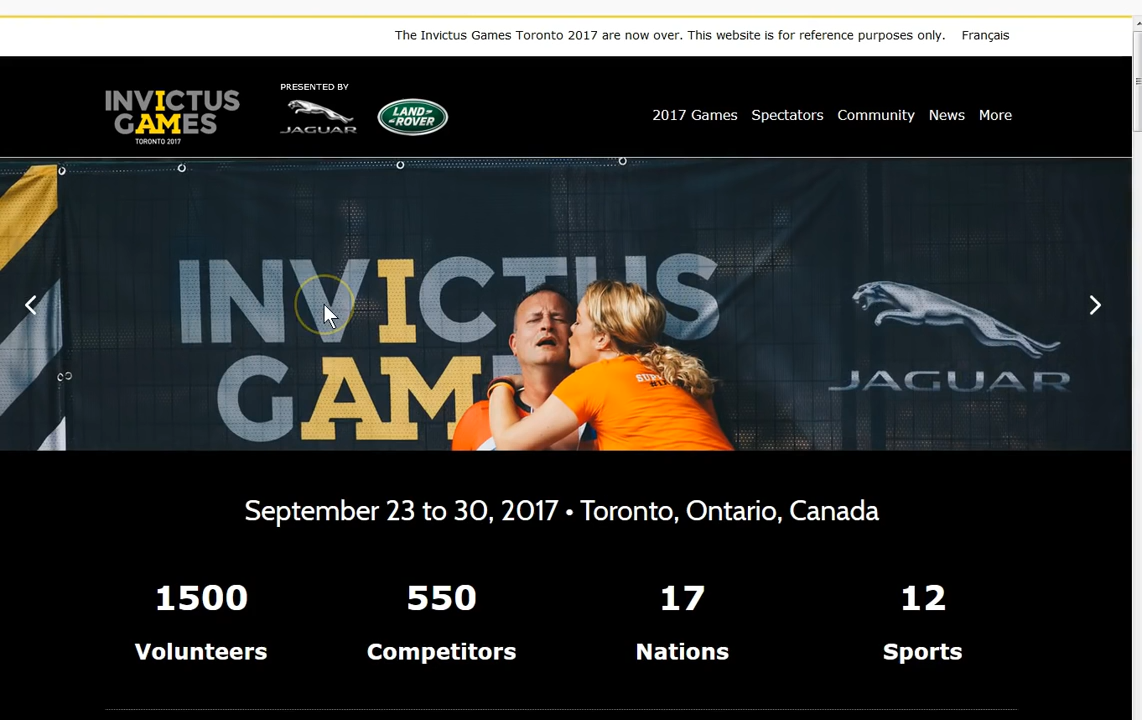 The Invictus Games Toronto 2017 are now over. This website is for reference purposes only. Français
INVICTUS
GAMES
TORONTO 2017
PRESENTED BY
JAGUAR
LAND-
-ROVER
2017 Games Spectators Community News More
INVICTUS
GAM
JAGUAR
September 23 to 30, 2017 • Toronto, Ontario, Canada
1500 550 17 12
Volunteers Competitors Nations Sports